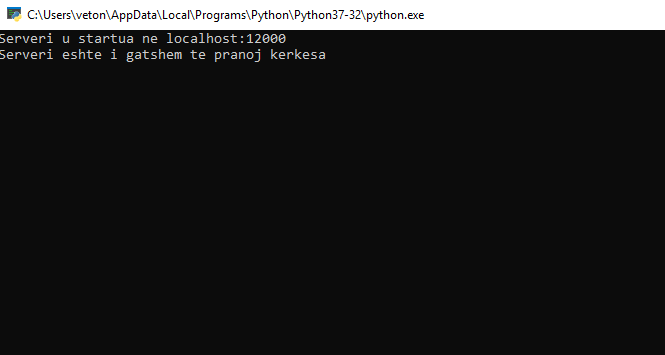 C:\Users\veton\AppData\Local\Programs\Python\Python37-32\python.exe
Serveri u startua ne localhost:12000
Serveri eshte i gatshem te pranoj kerkesa